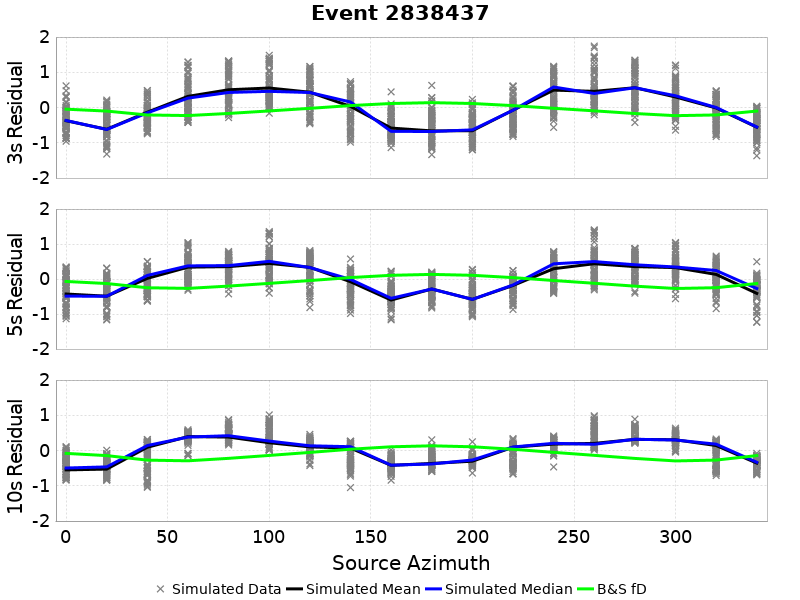 Event 2838437
3s Residual
2
1
0
-1
-2
5s Residual
2
1
0
-1
-2
10s Residual
2
1
0
-1
-2
0 50 100 150 200 250 300
Source Azimuth
Simulated Data Simulated Mean Simulated Median B&S fD